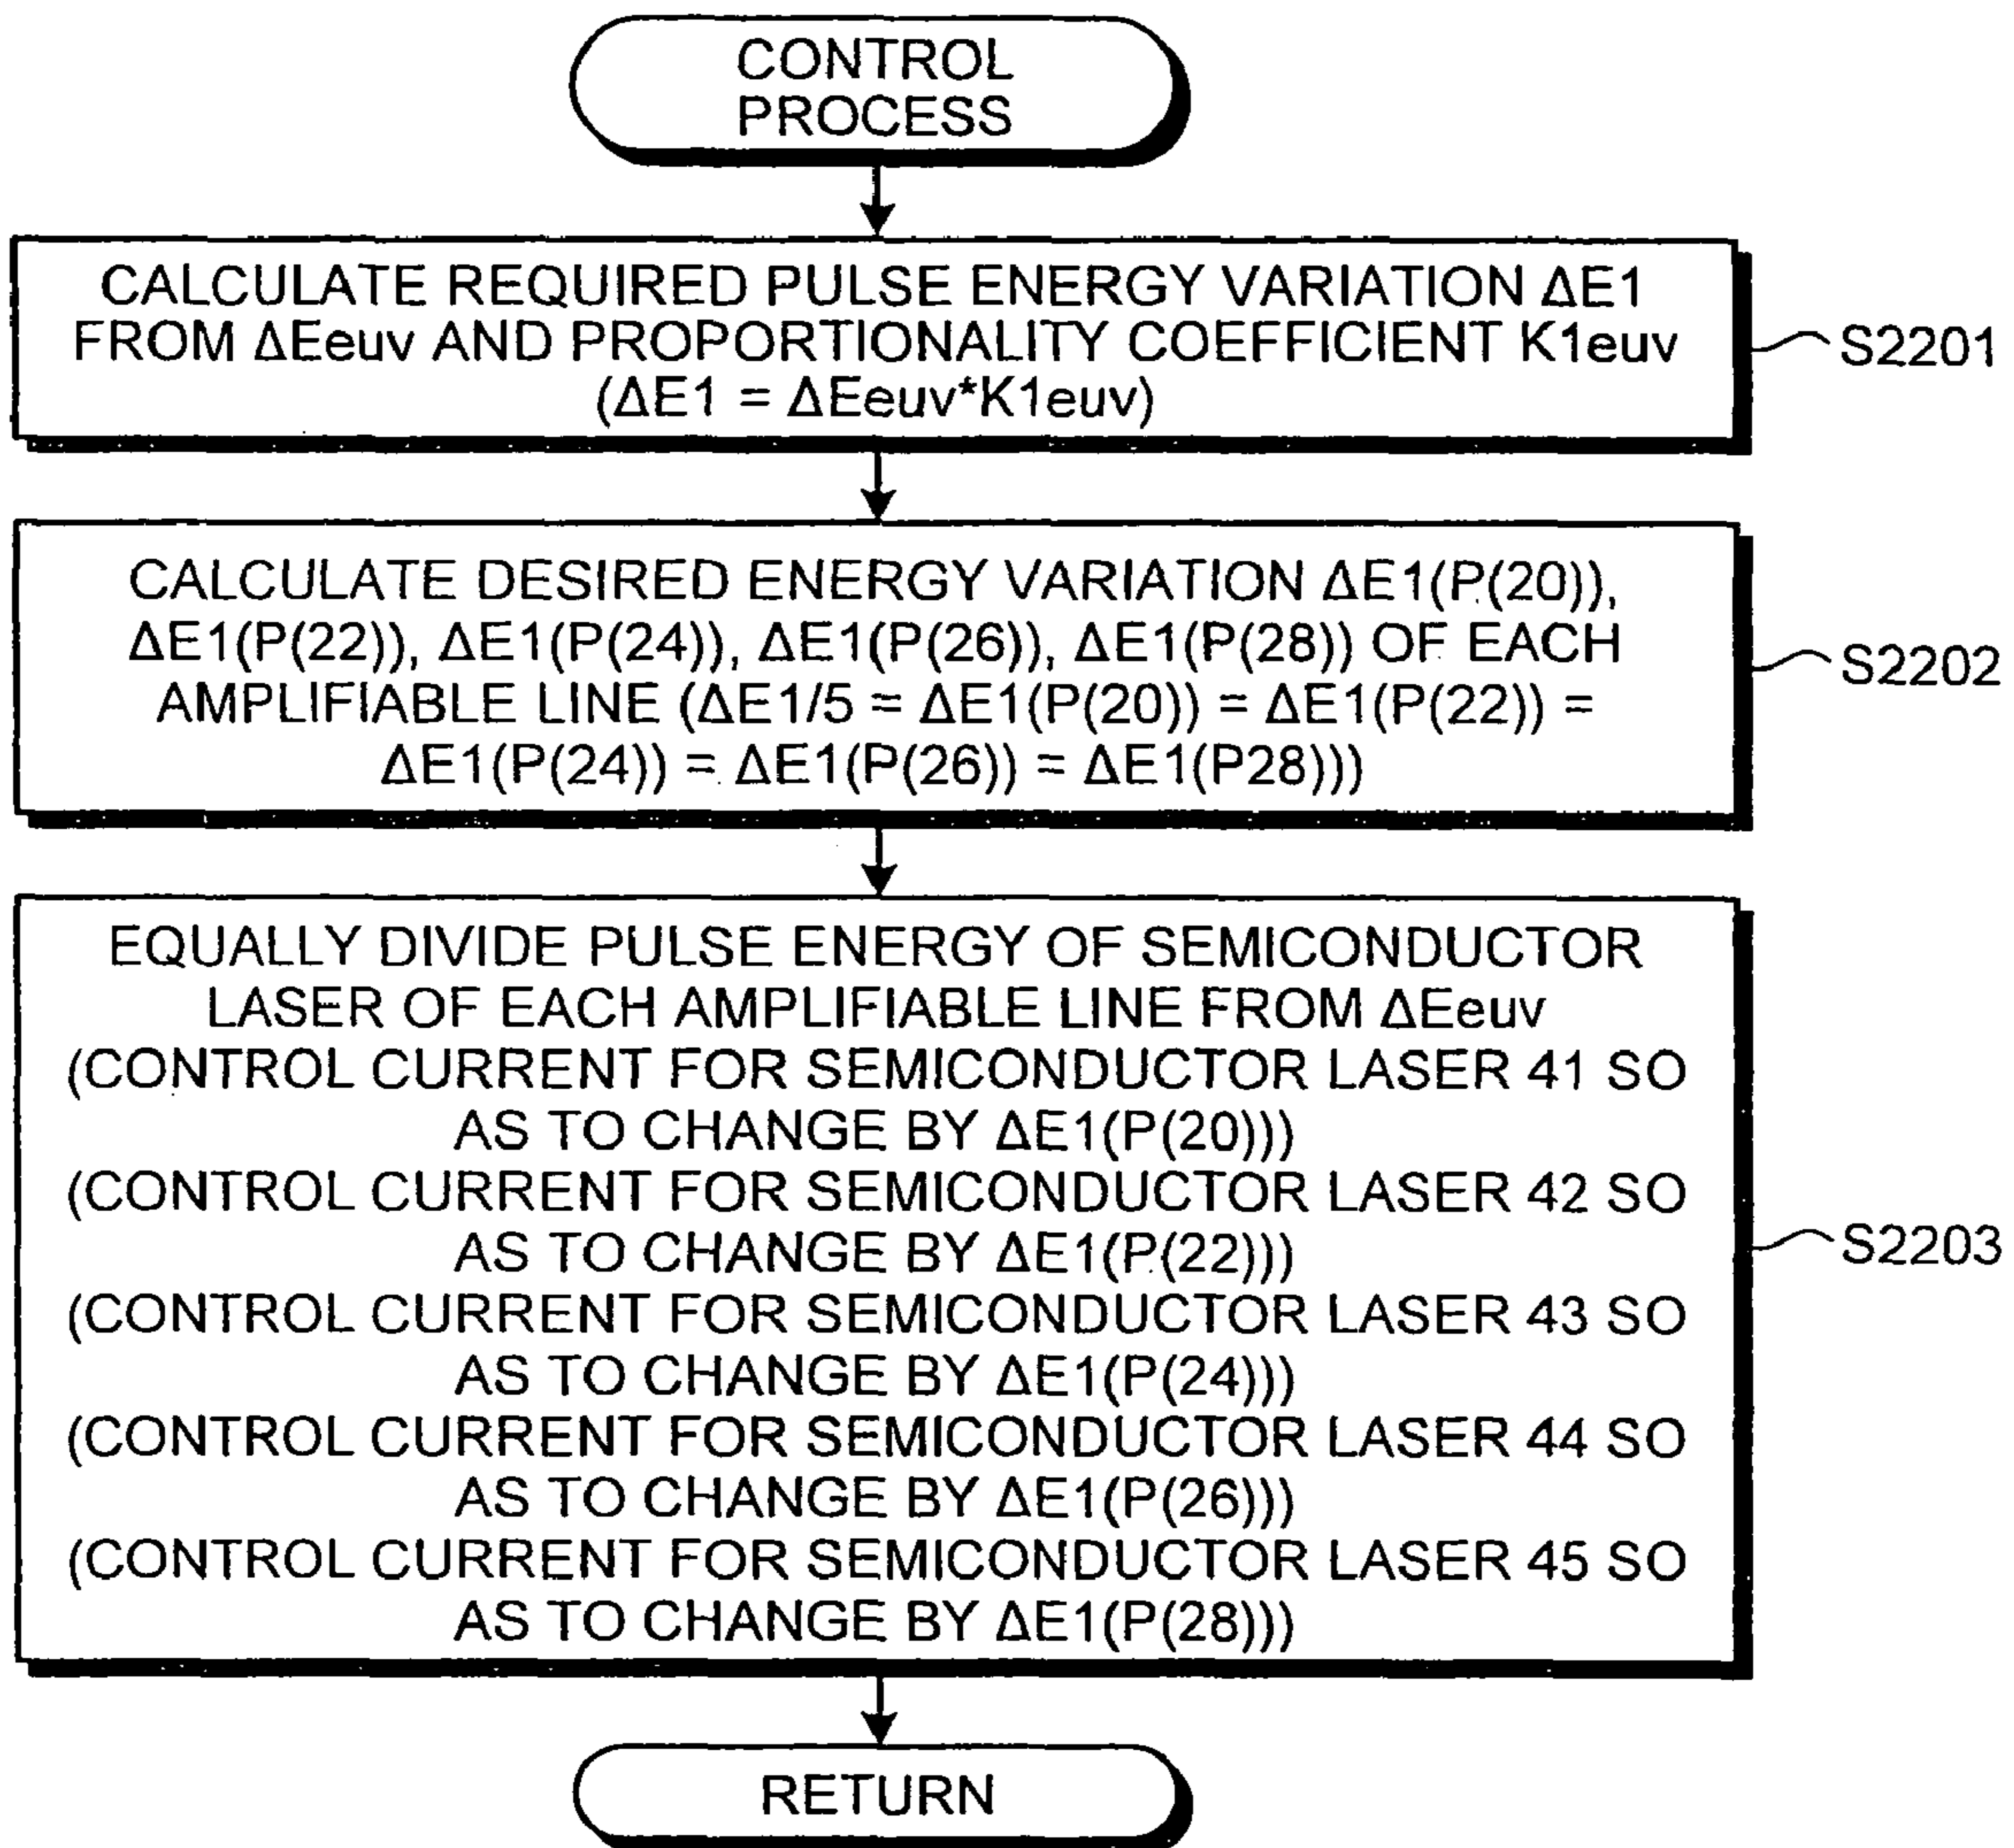 CONTROL
PROCESS
CALCULATE REQUIRED PULSE ENERGY VARIATION ΔE1
FROM ΔEeuv AND PROPORTIONALITY COEFFICIENT K1euv
(ΔE1 = ΔEeuv*K1euv)
S2201
CALCULATE DESIRED ENERGY VARIATION ΔE1(P(20)),
ΔE1(P(22)), ΔE1(P(24)), ΔE1(P(26)), ΔE1(P(28)) OF EACH
AMPLIFIABLE LINE (ΔE1/5 = ΔE1(P(20)) = ΔE1(P(22)) =
ΔE1(P(24)) = ΔE1(P(26)) = ΔE1(P28)))
S2202
EQUALLY DIVIDE PULSE ENERGY OF SEMICONDUCTOR
LASER OF EACH AMPLIFIABLE LINE FROM ΔEeuv
(CONTROL CURRENT FOR SEMICONDUCTOR LASER 41 SO
AS TO CHANGE BY ΔE1(P(20)))
(CONTROL CURRENT FOR SEMICONDUCTOR LASER 42 SO
AS TO CHANGE BY ΔE1(P(22)))
(CONTROL CURRENT FOR SEMICONDUCTOR LASER 43 SO
AS TO CHANGE BY ΔE1(P(24)))
(CONTROL CURRENT FOR SEMICONDUCTOR LASER 44 SO
AS TO CHANGE BY ΔE1(P(26)))
(CONTROL CURRENT FOR SEMICONDUCTOR LASER 45 SO
AS TO CHANGE BY ΔE1(P(28)))
S2203
RETURN